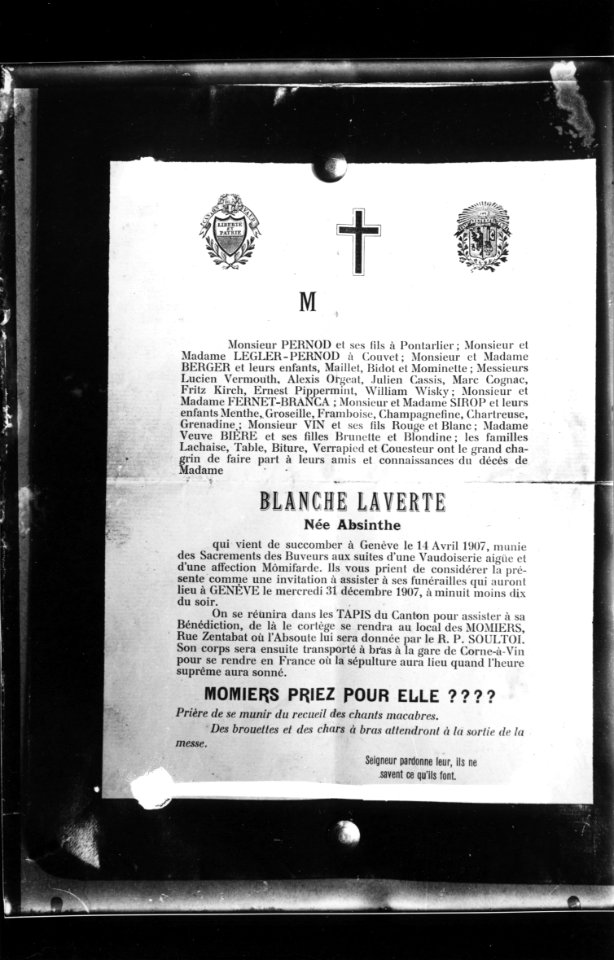 CANTON DE VAUD
LIBERTÉ
ET
PATRIE
M
Monsieur PERNOD et ses fils à Pontarlier ; Monsieur et
Madame LEGLER-PERNOD à Couvet ; Monsieur et Madame
BERGER et leurs enfants, Maillet, Bidot et Mominette ; Messieurs
Lucien Vermouth, Alexis Orgeat, Julien Cassis, Marc Cognac,
Fritz Kirch, Ernest Pippermint, William Wisky ; Monsieur et
Madame FERNET-BRANCA ; Monsieur et Madame SIROP et leurs
enfants Menthe, Groseille, Framboise, Champagnefine, Chartreuse,
Grenadine ; Monsieur VIN et ses fils Rouge et Blanc ; Madame
Veuve BIÈRE et ses filles Brunette et Blondine ; les familles
Lachaise, Table, Biture, Verrapied et Couesteur ont le grand cha-
grin de faire part à leurs amis et connaissances du décès de
Madame
BLANCHE LAVERTE
Née Absinthe
qui vient de succomber à Genève le 14 Avril 1907, munie
des Sacrements des Buveurs aux suites d'une Vaudoiserie aigüe et
d'une affection Mômifarde. Ils vous prient de considérer la pré-
sente comme une invitation à assister à ses funérailles qui auront
lieu à GENÈVE le mercredi 31 décembre 1907, à minuit moins dix
du soir.
On se réunira dans les TAPIS du Canton pour assister à sa
Bénédiction, de là le cortège se rendra au local des MOMIERS,
Rue Zentabat où l'Absoute lui sera donnée par le R. P. SOULTOI.
Son corps sera ensuite transporté à bras à la gare de Corne-à-Vin
pour se rendre en France où la sépulture aura lieu quand l'heure
suprême aura sonné.
MOMIERS PRIEZ POUR ELLE ????
Prière de se munir du recueil des chants macabres.
Des brouettes et des chars à bras attendront à la sortie de la
messe.
Seigneur pardonne leur, ils ne
savent ce qu'ils font.